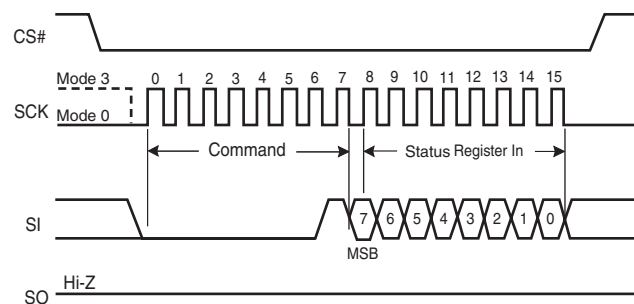 CS#
Mode 3
0 1 2 3 4 5 6 7 8 9 10 11 12 13 14 15
SCK
Mode 0
Command
Status Register In
SI
7 6 5 4 3 2 1 0
MSB
Hi-Z
SO